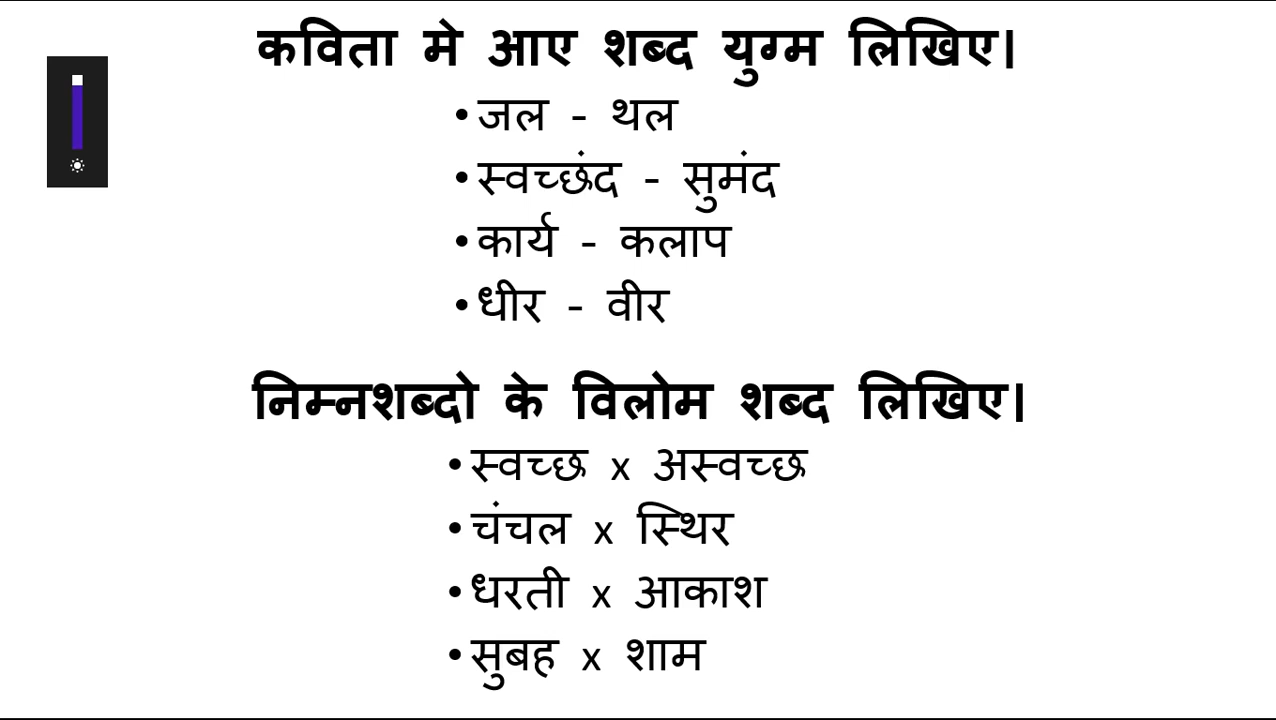 कविता मे आए शब्द युग्म लिखिए।
• जल - थल
• स्वच्छंद - सुमंद
• कार्य - कलाप
• धीर - वीर
निम्नशब्दो के विलोम शब्द लिखिए।
• स्वच्छ x अस्वच्छ
• चंचल x स्थिर
• धरती x आकाश
• सुबह x शाम